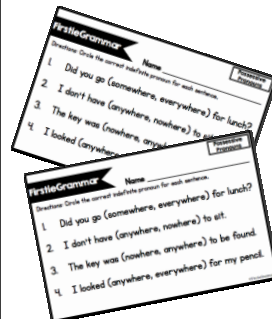 FirstieGrammar
Possessive
Pronouns
Name
Directions: Circle the correct indefinite pronoun for each sentence.
1. Did you go (somewhere, everywhere) for lunch?
2. I don't have (anywhere, nowhere) to sit.
3. The key was (nowhere, anywhere)
4. I looked (anywhere,
FirstieGrammar
Possessive
Pronouns
Name
Directions: Circle the correct indefinite pronoun for each sentence.
1. Did you go (somewhere, everywhere) for lunch?
2. I don't have (anywhere, nowhere) to sit.
3. The key was (nowhere, anywhere) to be found.
4. I looked (anywhere, everywhere) for my pencil.